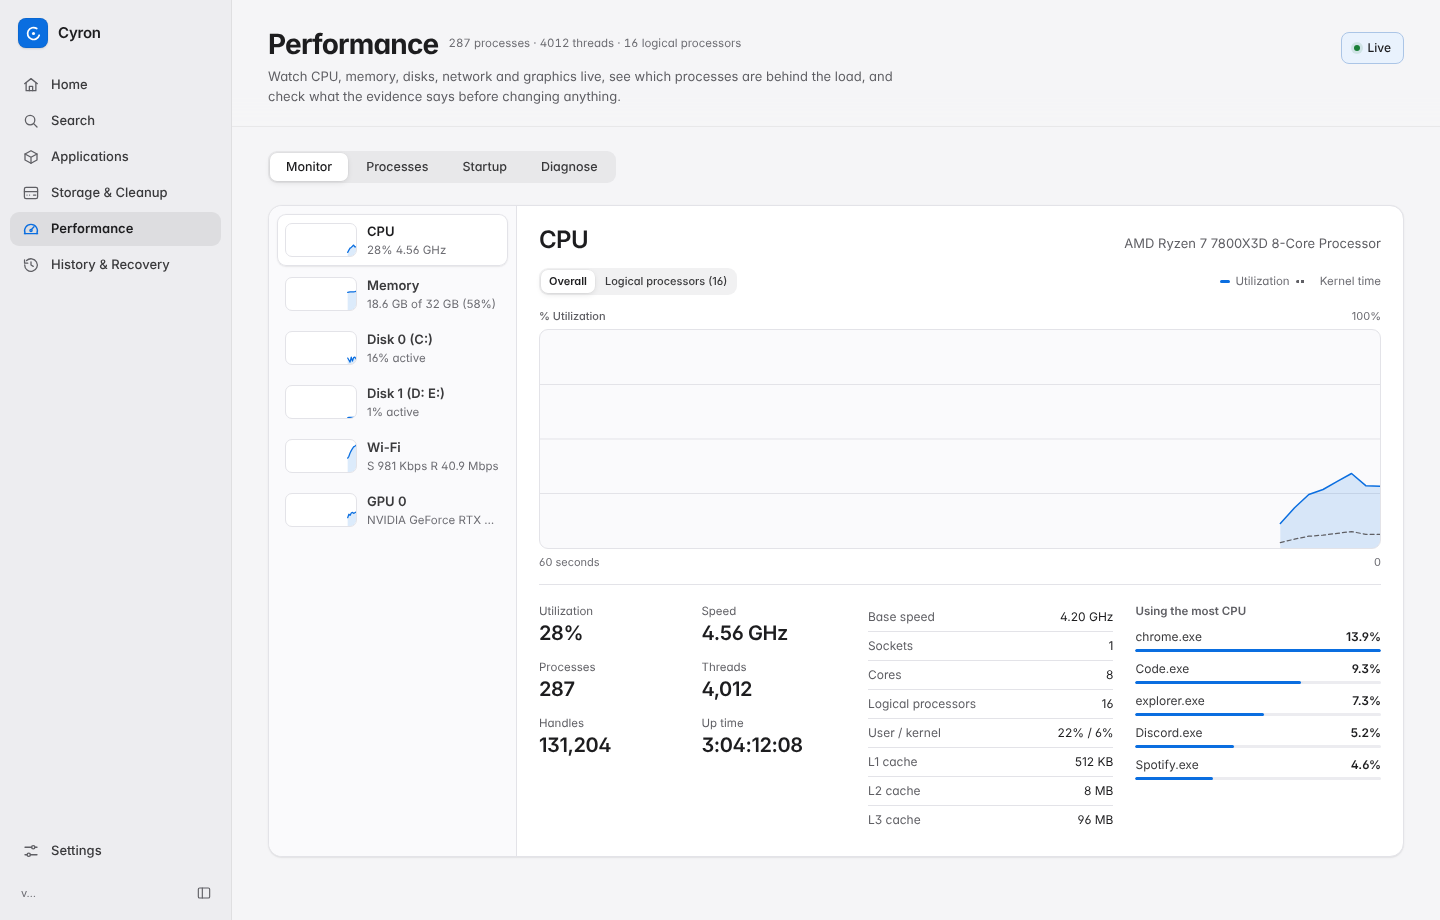 Cyron
Home
Search
Applications
Storage & Cleanup
Performance
History & Recovery
Settings
v...
Performance
287 processes · 4012 threads · 16 logical processors
Watch CPU, memory, disks, network and graphics live, see which processes are behind the load, and
check what the evidence says before changing anything.
Live
Monitor
Processes
Startup
Diagnose
CPU
28% 4.56 GHz
Memory
18.6 GB of 32 GB (58%)
Disk 0 (C:)
16% active
Disk 1 (D: E:)
1% active
Wi-Fi
S 981 Kbps R 40.9 Mbps
GPU 0
NVIDIA GeForce RTX ...
CPU
AMD Ryzen 7 7800X3D 8-Core Processor
Overall
Logical processors (16)
Utilization
Kernel time
% Utilization
100%
60 seconds
0
Utilization
28%
Speed
4.56 GHz
Processes
287
Threads
4,012
Handles
131,204
Up time
3:04:12:08
Base speed 4.20 GHz
Sockets 1
Cores 8
Logical processors 16
User / kernel 22% / 6%
L1 cache 512 KB
L2 cache 8 MB
L3 cache 96 MB
Using the most CPU
chrome.exe 13.9%
Code.exe 9.3%
explorer.exe 7.3%
Discord.exe 5.2%
Spotify.exe 4.6%